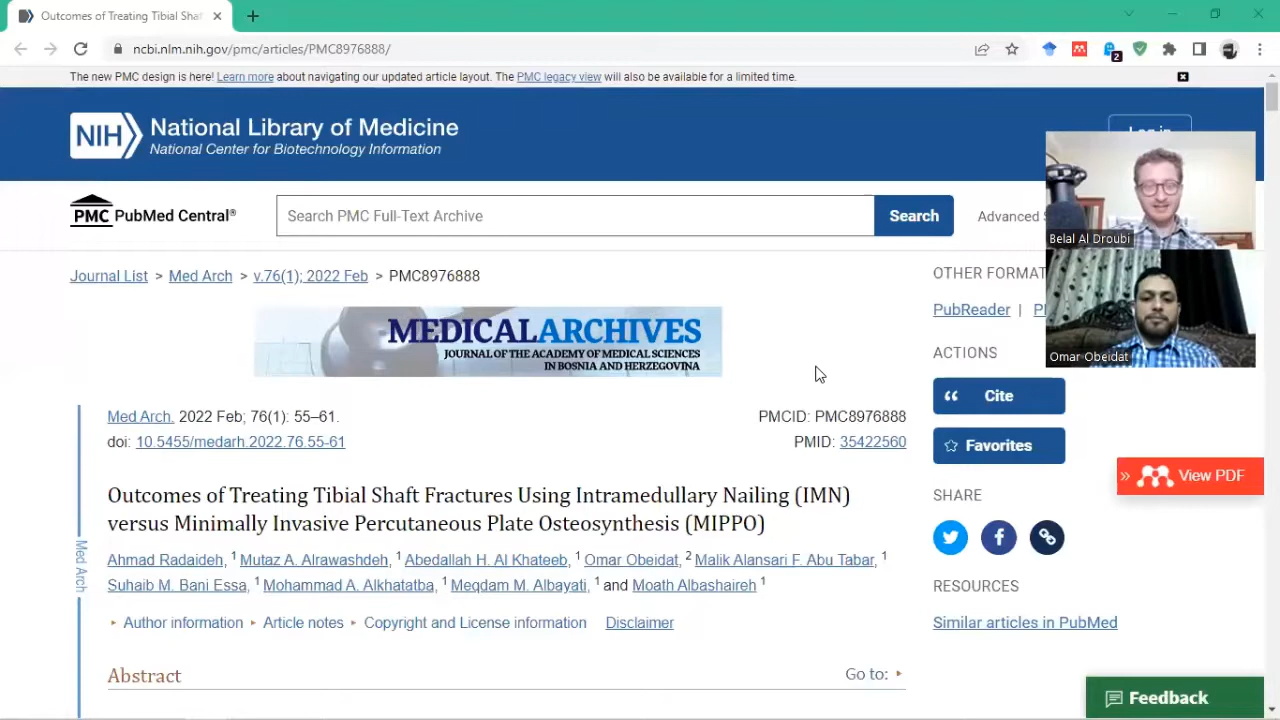 Outcomes of Treating Tibial Shaf
ncbi.nlm.nih.gov/pmc/articles/PMC8976888/
2
The new PMC design is here! Learn more about navigating our updated article layout. The PMC legacy view will also be available for a limited time.
NIH National Library of Medicine
National Center for Biotechnology Information
Log in
PMC PubMed Central®
Search PMC Full-Text Archive
Search
Advanced S
Belal Al Droubi
Journal List > Med Arch > v.76(1); 2022 Feb > PMC8976888
OTHER FORMAT
PubReader |
MEDICALARCHIVES
JOURNAL OF THE ACADEMY OF MEDICAL SCIENCES
IN BOSNIA AND HERZEGOVINA
ACTIONS
Omar Obeidat
Cite
Med Arch. 2022 Feb; 76(1): 55–61.
PMCID: PMC8976888
doi: 10.5455/medarh.2022.76.55-61
PMID: 35422560
Favorites
View PDF
Outcomes of Treating Tibial Shaft Fractures Using Intramedullary Nailing (IMN)
versus Minimally Invasive Percutaneous Plate Osteosynthesis (MIPPO)
SHARE
Ahmad Radaideh, 1 Mutaz A. Alrawashdeh, 1 Abedallah H. Al Khateeb, 1 Omar Obeidat, 2 Malik Alansari F. Abu Tabar, 1
Suhaib M. Bani Essa, 1 Mohammad A. Alkhatatba, 1 Meqdam M. Albayati, 1 and Moath Albashaireh 1
Med Arch
RESOURCES
Similar articles in PubMed
Author information Article notes Copyright and License information Disclaimer
Abstract
Go to:
Feedback